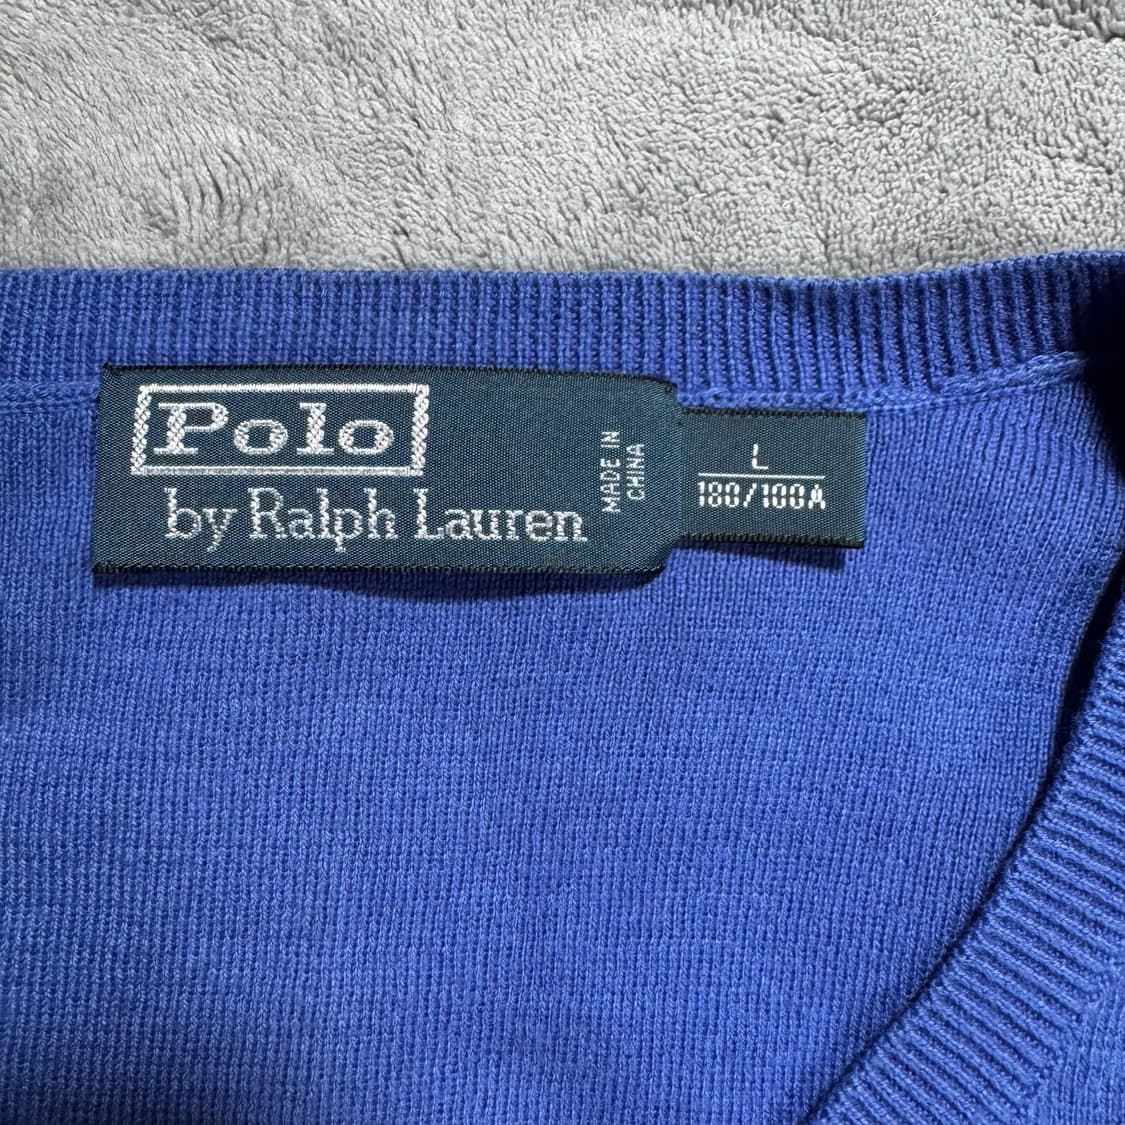 Polo
by Ralph Lauren
MADE IN
CHINA
L
180/100A